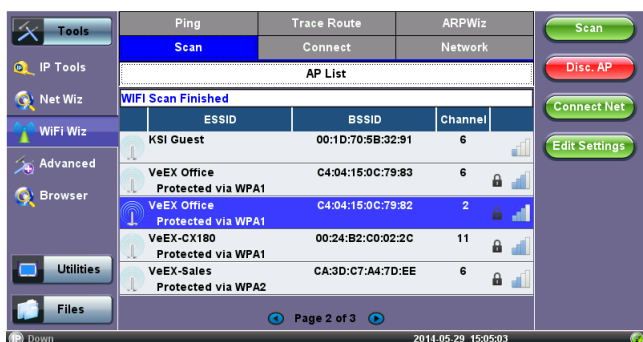 Tools
IP Tools
Net Wiz
WiFi Wiz
Advanced
Browser
Utilities
Files
Ping Trace Route ARPWiz
Scan Connect Network
AP List
WIFI Scan Finished
ESSID BSSID Channel
KSI Guest 00:1D:70:5B:32:91 6
VeEX Office C4:04:15:0C:79:83 6
Protected via WPA1
VeEX Office C4:04:15:0C:79:82 2
Protected via WPA1
VeEX-CX180 00:24:B2:C0:02:2C 11
Protected via WPA1
VeEX-Sales CA:3D:C7:A4:7D:EE 6
Protected via WPA2
Page 2 of 3
Scan
Disc. AP
Connect Net
Edit Settings
IP Down 2014-05-29 15:05:03